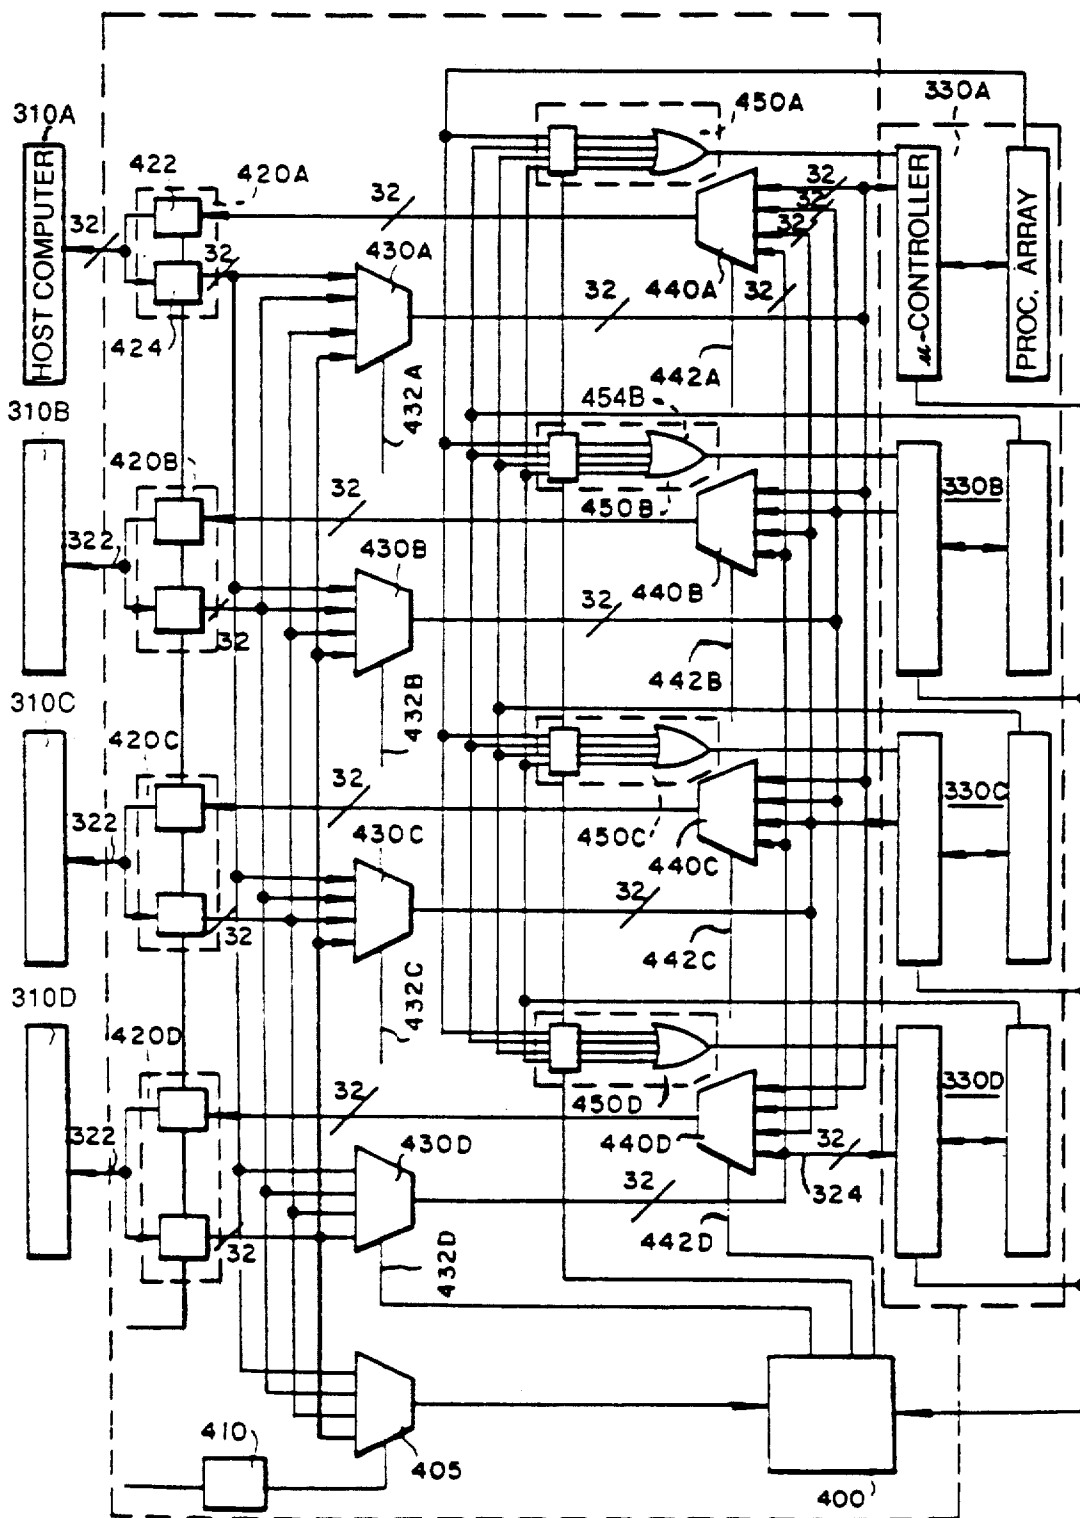 310A
HOST COMPUTER
32
422
420A
424
32
32
430A
432A
32
450A
330A
32
32
32
32
440A
442A
μ-CONTROLLER
PROC. ARRAY
310B
420B
322
32
32
430B
432B
32
454B
450B
440B
442B
330B
310C
420C
322
32
32
430C
432C
32
450C
440C
442C
330C
310D
420D
322
32
32
430D
432D
32
450D
440D
442D
32
324
330D
410
405
400